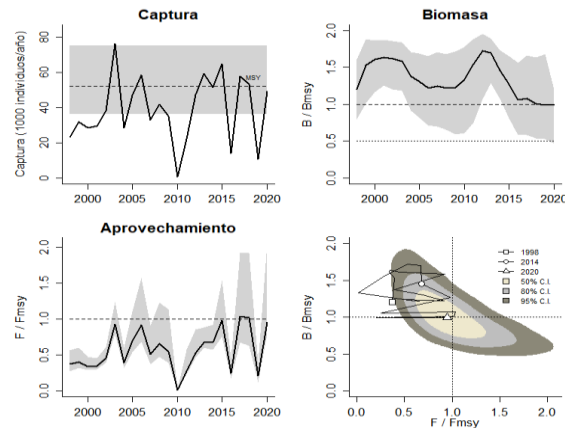 Captura
Captura (1000 individuos/año)
80
60
40
20
0
MSY
2000 2005 2010 2015 2020
Biomasa
B / Bmsy
2.0
1.5
1.0
0.5
0.0
2000 2005 2010 2015 2020
Aprovechamiento
F / Fmsy
2.0
1.5
1.0
0.5
0.0
2000 2005 2010 2015 2020
B / Bmsy
2.0
1.5
1.0
0.5
0.0
1998
2014
2020
50% C.I.
80% C.I.
95% C.I.
0.0 0.5 1.0 1.5 2.0
F / Fmsy